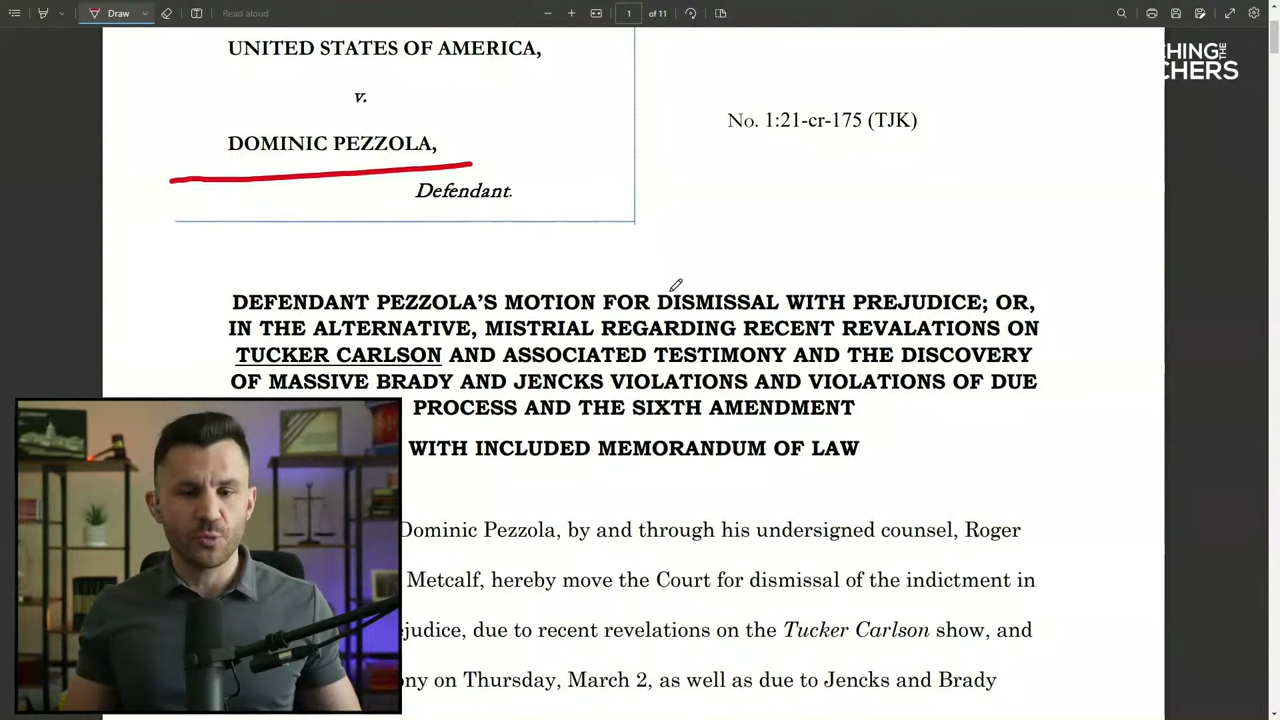 Draw
Read aloud
1 of 11
CHING THE
CHERS
UNITED STATES OF AMERICA,
v.
No. 1:21-cr-175 (TJK)
DOMINIC PEZZOLA,
Defendant.
DEFENDANT PEZZOLA'S MOTION FOR DISMISSAL WITH PREJUDICE; OR,
IN THE ALTERNATIVE, MISTRIAL REGARDING RECENT REVALATIONS ON
TUCKER CARLSON AND ASSOCIATED TESTIMONY AND THE DISCOVERY
OF MASSIVE BRADY AND JENCKS VIOLATIONS AND VIOLATIONS OF DUE
PROCESS AND THE SIXTH AMENDMENT
WITH INCLUDED MEMORANDUM OF LAW
Dominic Pezzola, by and through his undersigned counsel, Roger
Metcalf, hereby move the Court for dismissal of the indictment in
ejudice, due to recent revelations on the Tucker Carlson show, and
ony on Thursday, March 2, as well as due to Jencks and Brady